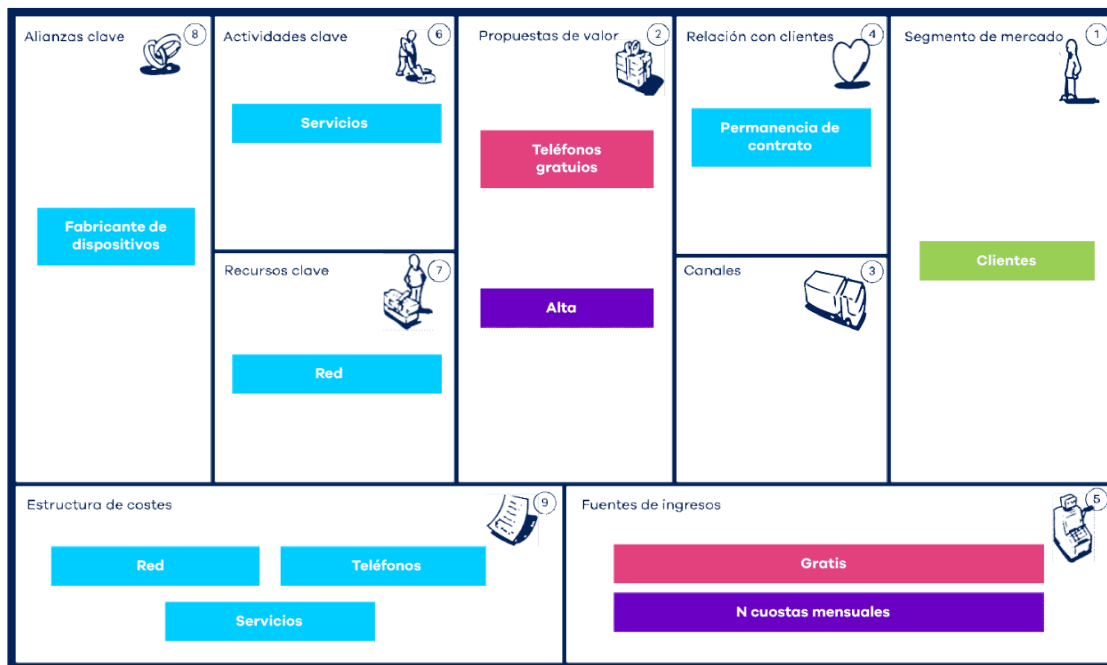 Alianzas clave
8
Fabricante de
dispositivos
Actividades clave
6
Servicios
Recursos clave
7
Red
Propuestas de valor
2
Teléfonos
gratuios
Alta
Relación con clientes
4
Permanencia de
contrato
Canales
3
Segmento de mercado
1
Clientes
Estructura de costes
9
Red
Teléfonos
Servicios
Fuentes de ingresos
5
Gratis
N cuostas mensuales